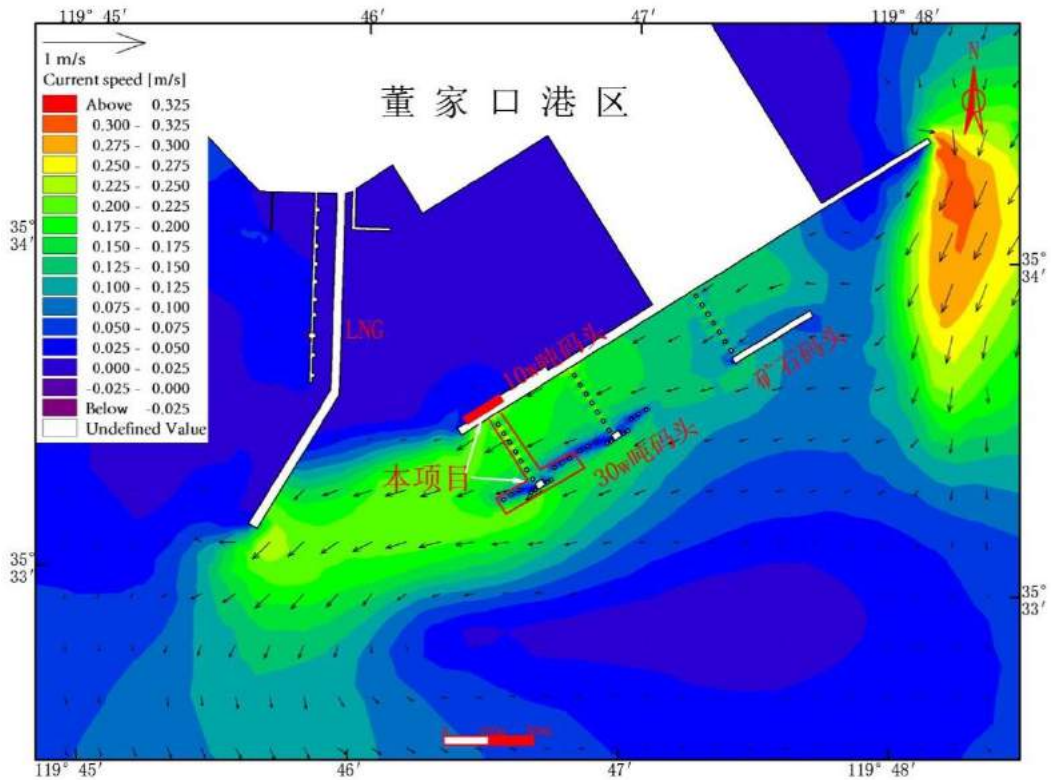 119° 45′ 46′ 47′ 119° 48′
1 m/s
Current speed [m/s]
Above 0.325
0.300 - 0.325
0.275 - 0.300
0.250 - 0.275
0.225 - 0.250
0.200 - 0.225
0.175 - 0.200
0.150 - 0.175
0.125 - 0.150
0.100 - 0.125
0.075 - 0.100
0.050 - 0.075
0.025 - 0.050
0.000 - 0.025
-0.025 - 0.000
Below -0.025
Undefined Value
董家口港区
N
35°
34′
35°
34′
LNG
10w吨码头
矿石码头
30w吨码头
本项目
35°
33′
35°
33′
119° 45′ 46′ 47′ 119° 48′